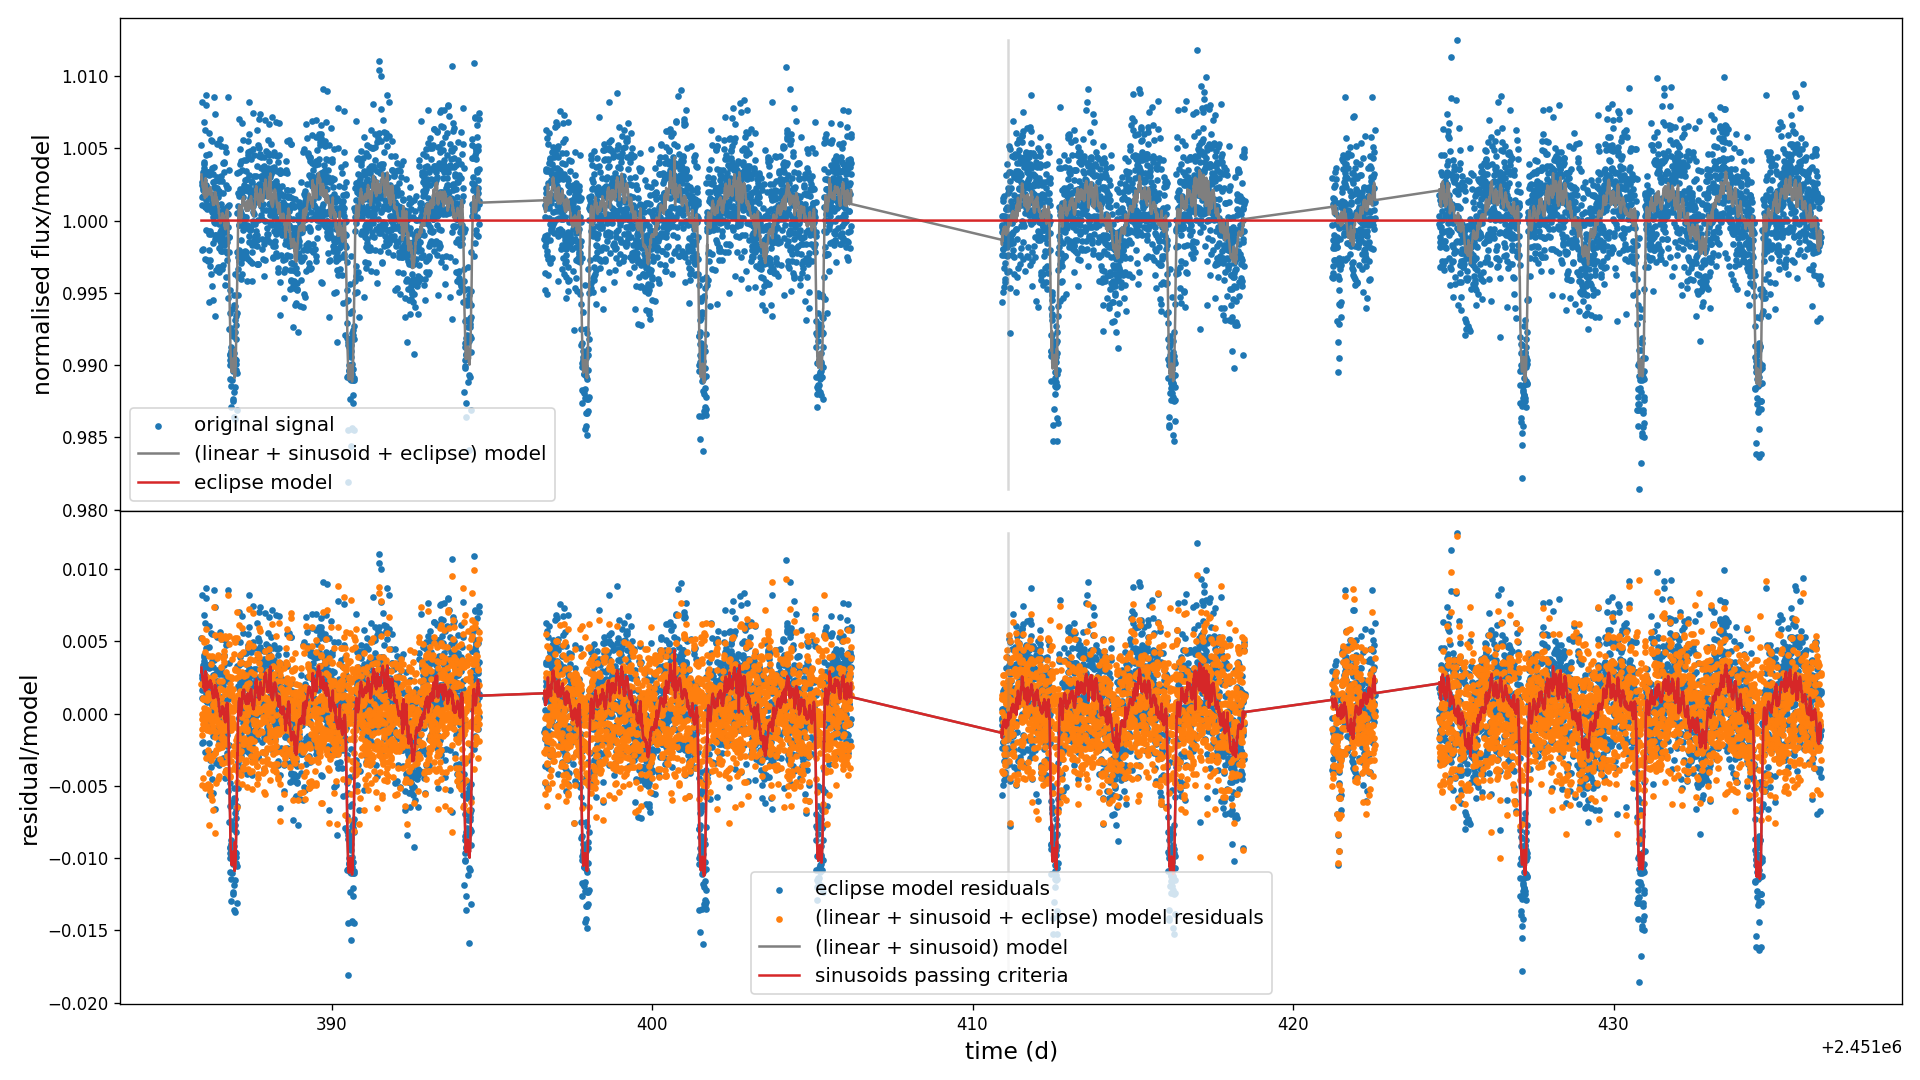 1.010
1.005
1.000
0.995
0.990
0.985
0.980
normalised flux/model
original signal
(linear + sinusoid + eclipse) model
eclipse model
0.010
0.005
0.000
−0.005
−0.010
−0.015
−0.020
residual/model
eclipse model residuals
(linear + sinusoid + eclipse) model residuals
(linear + sinusoid) model
sinusoids passing criteria
390
400
410
420
430
time (d)
+2.451e6